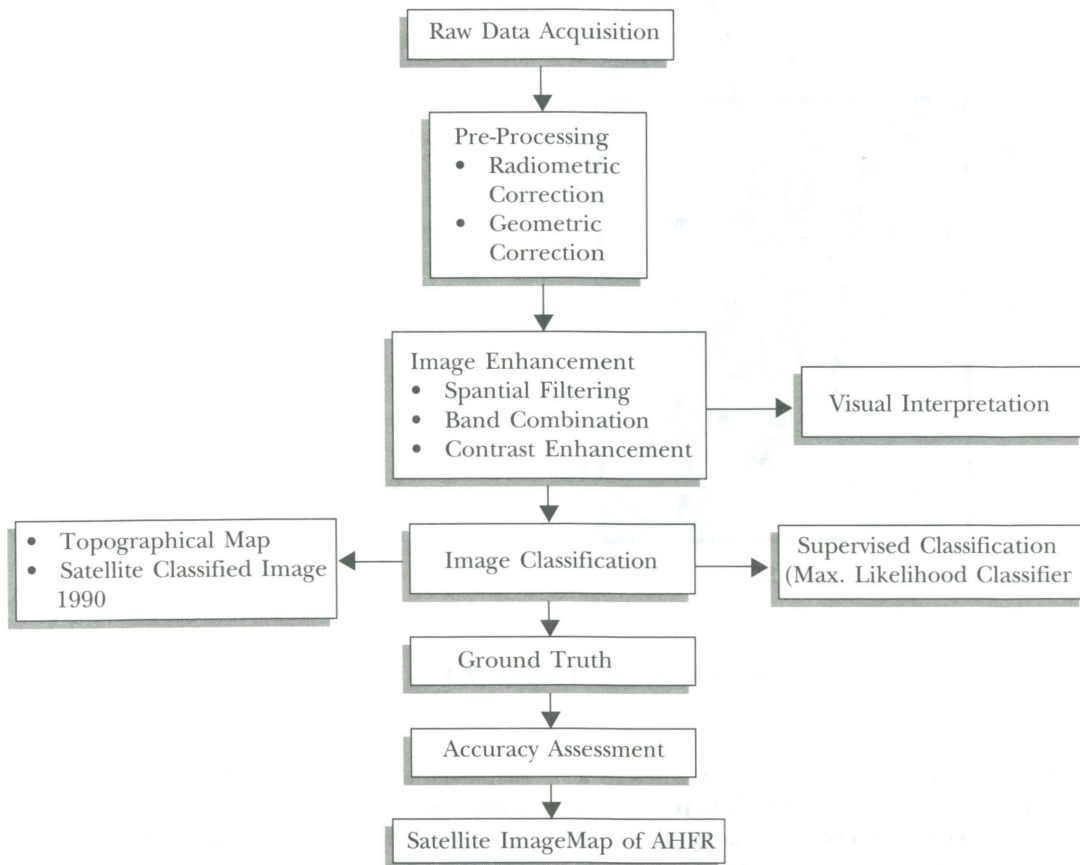 Raw Data Acquisition
Pre-Processing
• Radiometric
Correction
• Geometric
Correction
Image Enhancement
• Spantial Filtering
• Band Combination
• Contrast Enhancement
Visual Interpretation
• Topographical Map
• Satellite Classified Image
1990
Image Classification
Supervised Classification
(Max. Likelihood Classifier
Ground Truth
Accuracy Assessment
Satellite ImageMap of AHFR